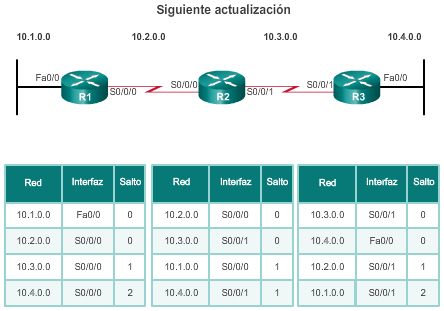 Siguiente actualización
10.1.0.0 10.2.0.0 10.3.0.0 10.4.0.0
Fa0/0 S0/0/0 S0/0/1 Fa0/0
R1 S0/0/0 R2 S0/0/1 R3
Red Interfaz Salto Red Interfaz Salto Red Interfaz Salto
10.1.0.0 Fa0/0 0 10.2.0.0 S0/0/0 0 10.3.0.0 S0/0/1 0
10.2.0.0 S0/0/0 0 10.3.0.0 S0/0/1 0 10.4.0.0 Fa0/0 0
10.3.0.0 S0/0/0 1 10.1.0.0 S0/0/0 1 10.2.0.0 S0/0/1 1
10.4.0.0 S0/0/0 2 10.4.0.0 S0/0/1 1 10.1.0.0 S0/0/1 2